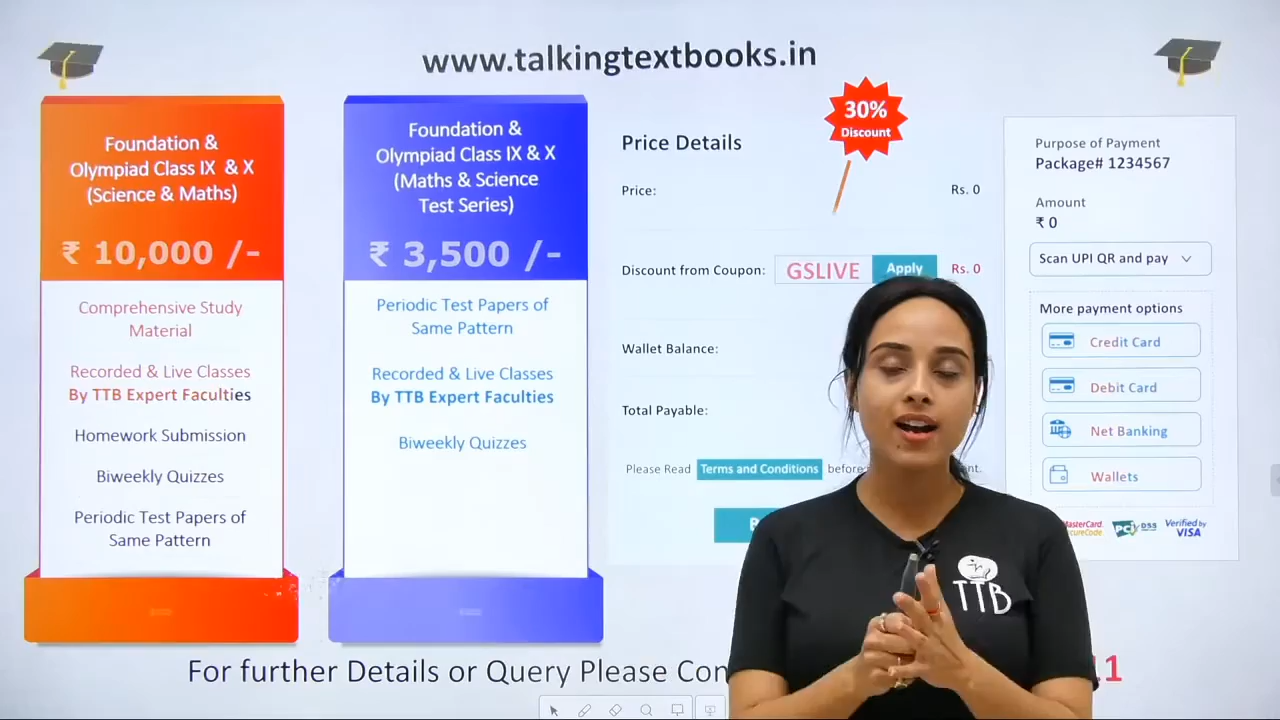 www.talkingtextbooks.in
Foundation &
Olympiad Class IX & X
(Science & Maths)
₹ 10,000 /-
Comprehensive Study
Material
Recorded & Live Classes
By TTB Expert Faculties
Homework Submission
Biweekly Quizzes
Periodic Test Papers of
Same Pattern
Foundation &
Olympiad Class IX & X
(Maths & Science
Test Series)
₹ 3,500 /-
Periodic Test Papers of
Same Pattern
Recorded & Live Classes
By TTB Expert Faculties
Biweekly Quizzes
30%
Discount
Price Details
Price: Rs. 0
Discount from Coupon: GSLIVE Apply Rs. 0
Wallet Balance:
Total Payable:
Please Read Terms and Conditions before
Purpose of Payment
Package# 1234567
Amount
₹ 0
Scan UPI QR and pay
More payment options
Credit Card
Debit Card
Net Banking
Wallets
PCI DSS
Verified by
VISA
TTB
For further Details or Query Please